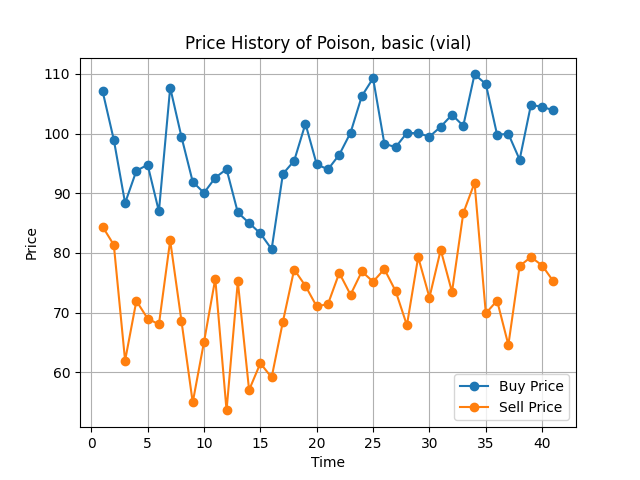 Price History of Poison, basic (vial)
110
100
90
80
70
60
Price
0 5 10 15 20 25 30 35 40
Time
Buy Price
Sell Price